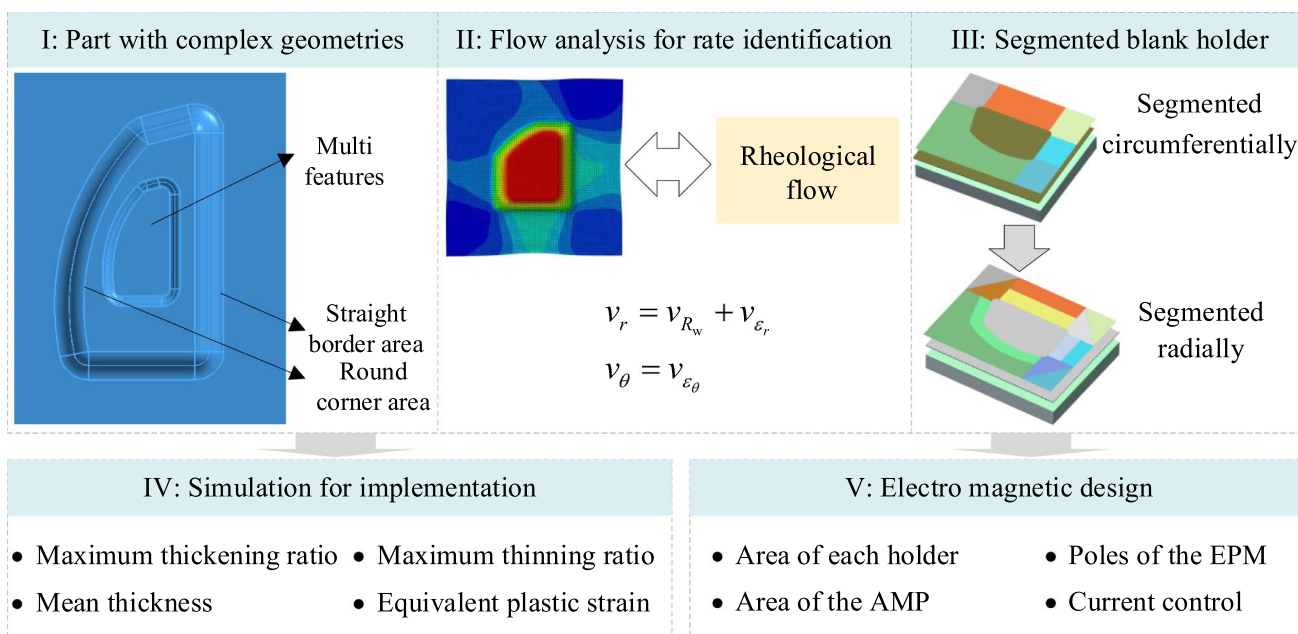 I: Part with complex geometries
Multi
features
Straight
border area
Round
corner area
II: Flow analysis for rate identification
Rheological
flow
v_r = v_{R_w} + v_{ε_r}
v_θ = v_{ε_θ}
III: Segmented blank holder
Segmented
circumferentially
Segmented
radially
IV: Simulation for implementation
• Maximum thickening ratio • Maximum thinning ratio
• Mean thickness • Equivalent plastic strain
V: Electro magnetic design
• Area of each holder • Poles of the EPM
• Area of the AMP • Current control